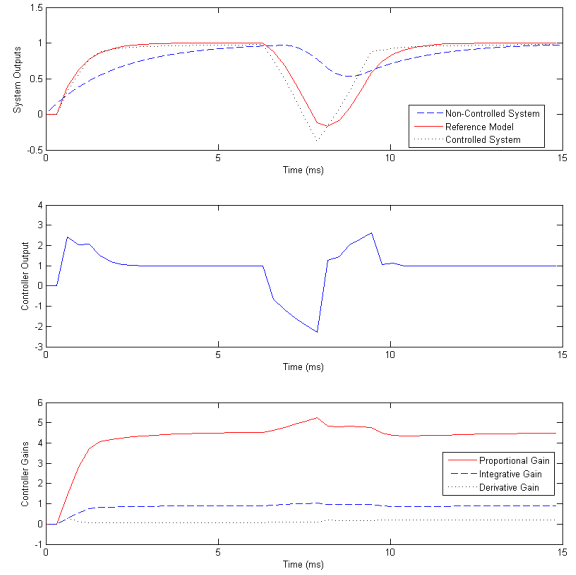 1.5
1
0.5
0
-0.5
System Outputs
Non-Controlled System
Reference Model
Controlled System
0
5
10
15
Time (ms)
4
3
2
1
0
-1
-2
-3
Controller Output
0
5
10
15
Time (ms)
6
5
4
3
2
1
0
-1
Controller Gains
Proportional Gain
Integrative Gain
Derivative Gain
0
5
10
15
Time (ms)